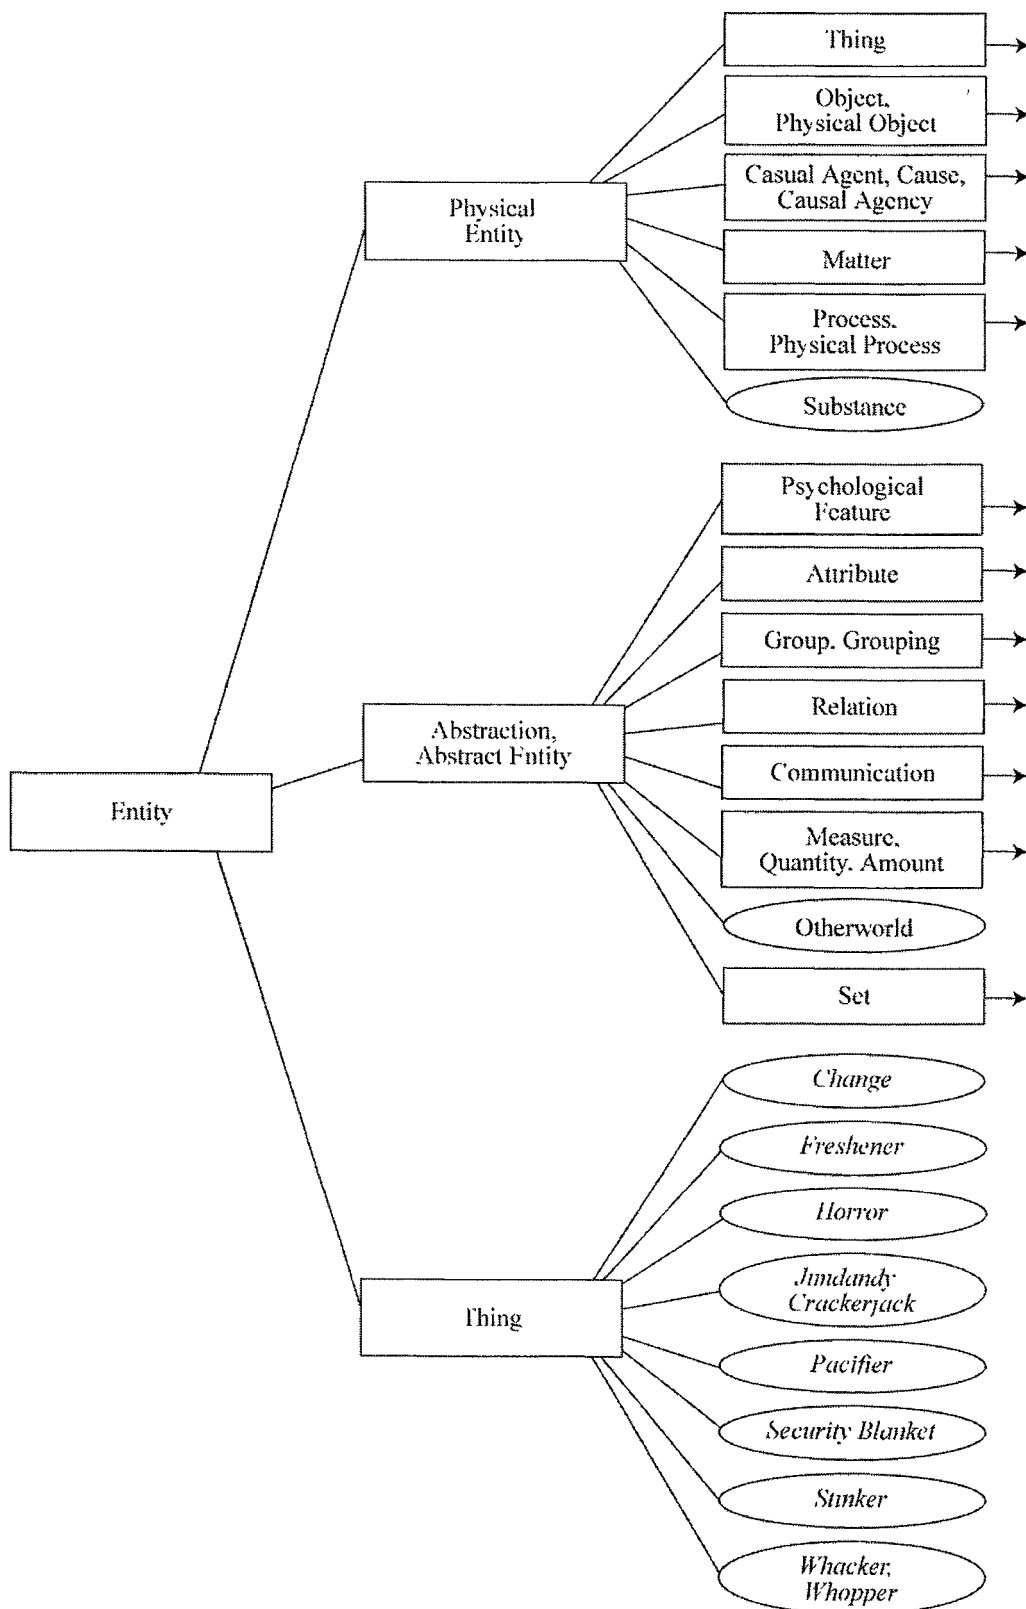 Thing
Object,
Physical Object
Casual Agent, Cause,
Causal Agency
Physical
Entity
Matter
Process,
Physical Process
Substance
Psychological
Feature
Attribute
Group. Grouping
Relation
Abstraction,
Abstract Entity
Communication
Entity
Measure,
Quantity. Amount
Otherworld
Set
Change
Freshener
Horror
Jimdandy
Crackerjack
Thing
Pacifier
Security Blanket
Stinker
Whacker,
Whopper